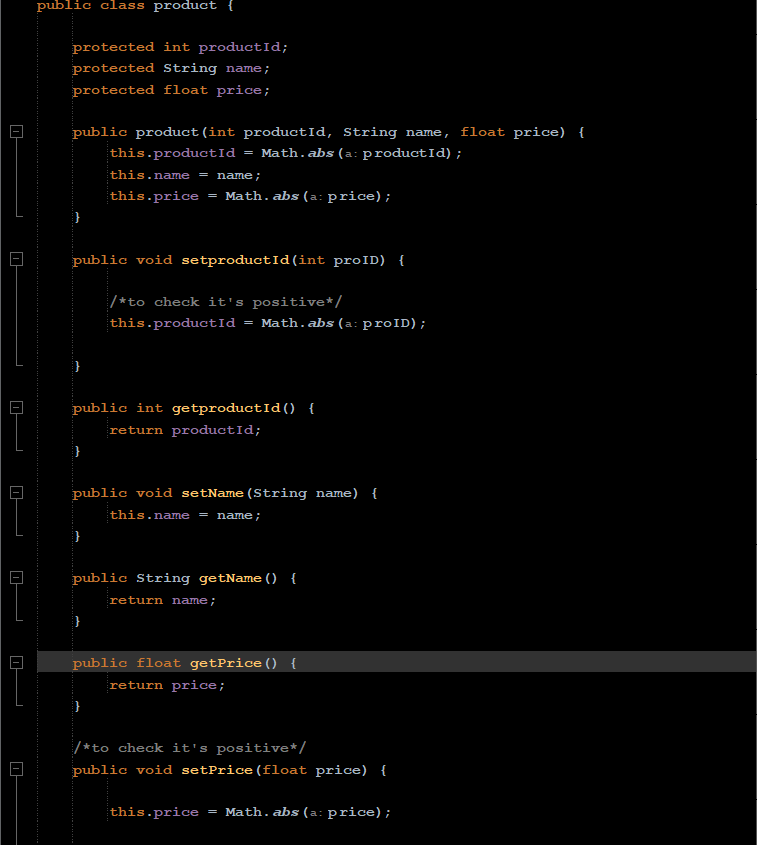 public class product {
protected int productId;
protected String name;
protected float price;
public product(int productId, String name, float price) {
this.productId = Math.abs(a: productId);
this.name = name;
this.price = Math.abs(a: price);
}
public void setproductId(int proID) {
/*to check it's positive*/
this.productId = Math.abs(a: proID);
}
public int getproductId() {
return productId;
}
public void setName(String name) {
this.name = name;
}
public String getName() {
return name;
}
public float getPrice() {
return price;
}
/*to check it's positive*/
public void setPrice(float price) {
this.price = Math.abs(a: price);